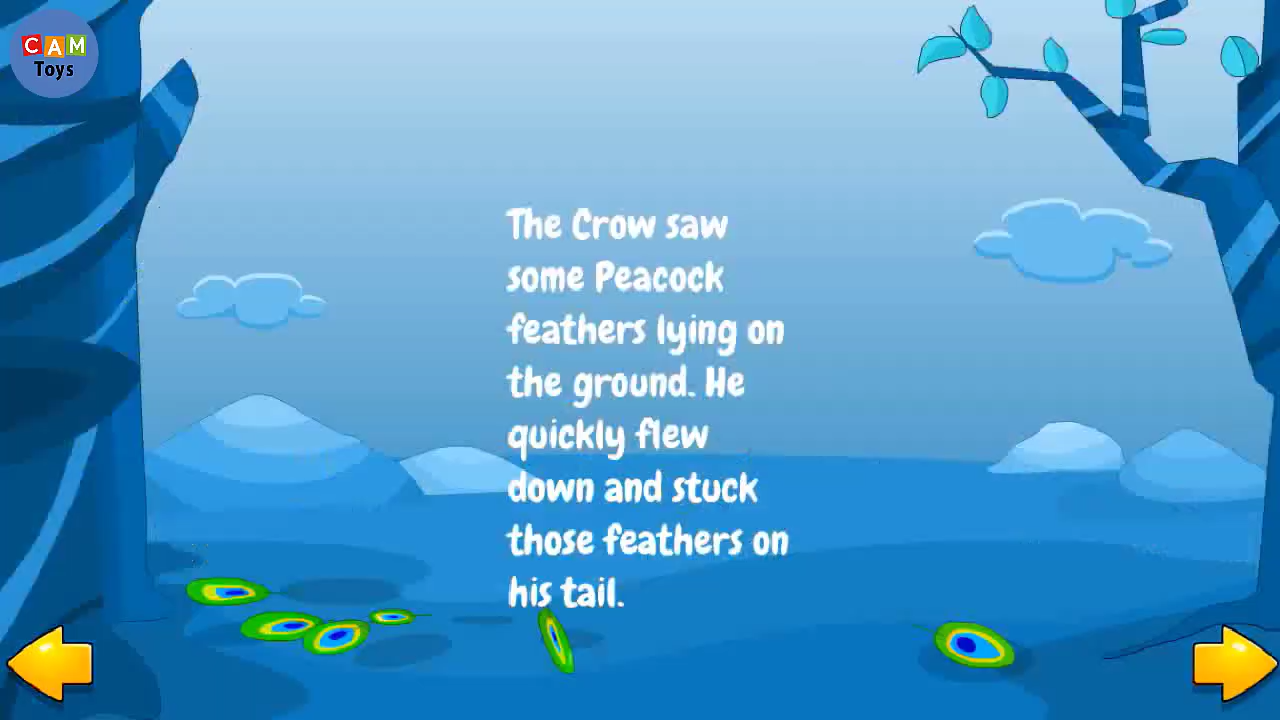 CAM
Toys
The Crow saw
some Peacock
feathers lying on
the ground. He
quickly flew
down and stuck
those feathers on
his tail.